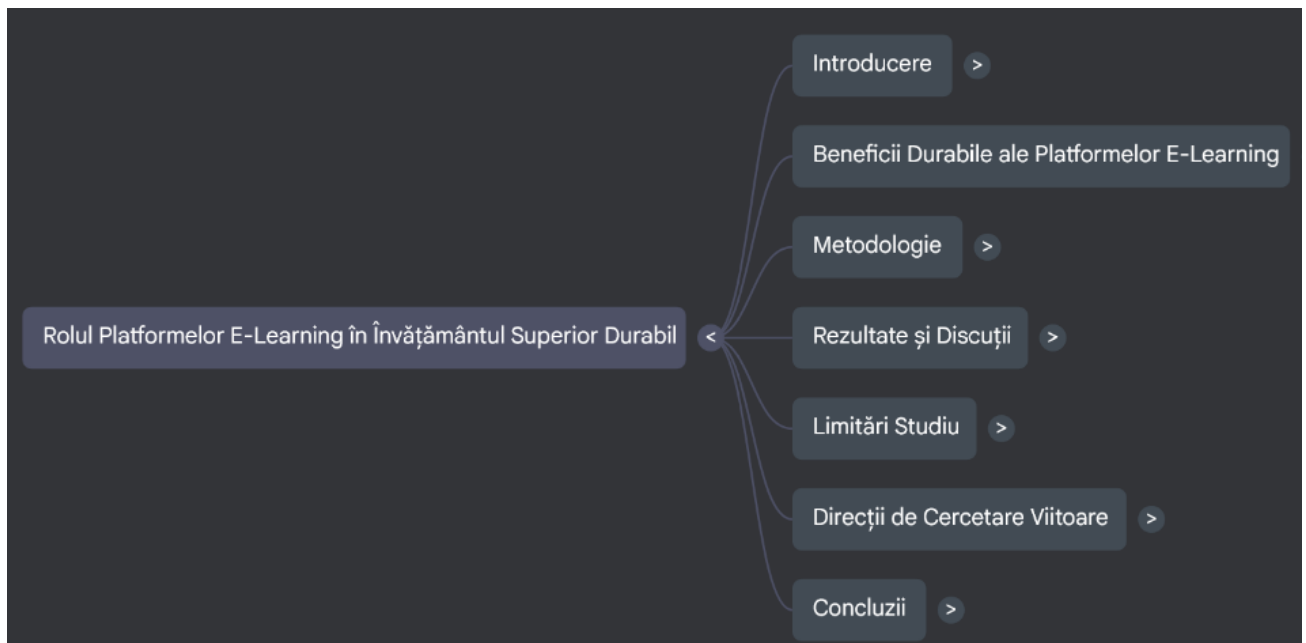 Introducere >
Beneficii Durabile ale Platformelor E-Learning
Metodologie >
Rolul Platformelor E-Learning în Învățământul Superior Durabil <
Rezultate și Discuții >
Limitări Studiu >
Direcții de Cercetare Viitoare >
Concluzii >